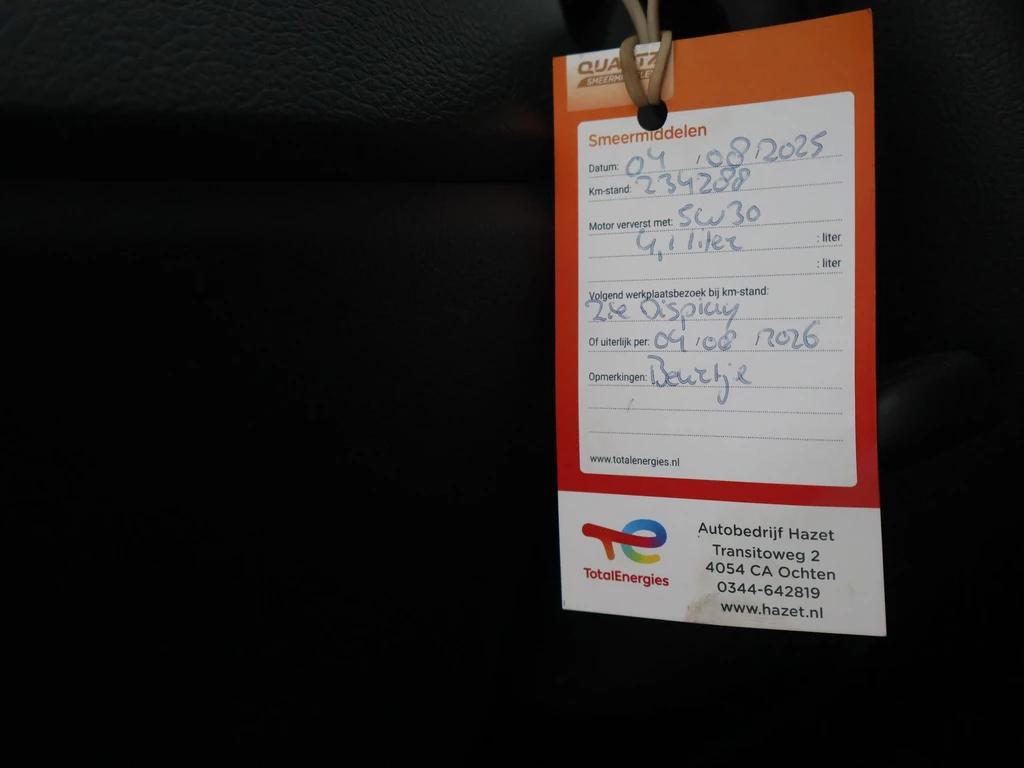 QUARTZ
Smeermiddelen
Datum: 04 / 08 / 2025
Km-stand: 234288
Motor ververst met: 5W30
4,1 liter : liter
: liter
Volgend werkplaatsbezoek bij km-stand:
Zie Display
Of uiterlijk per: 04 / 08 / 2026
Opmerkingen: Beurtje
www.totalenergies.nl
TotalEnergies
Autobedrijf Hazet
Transitoweg 2
4054 CA Ochten
0344-642819
www.hazet.nl